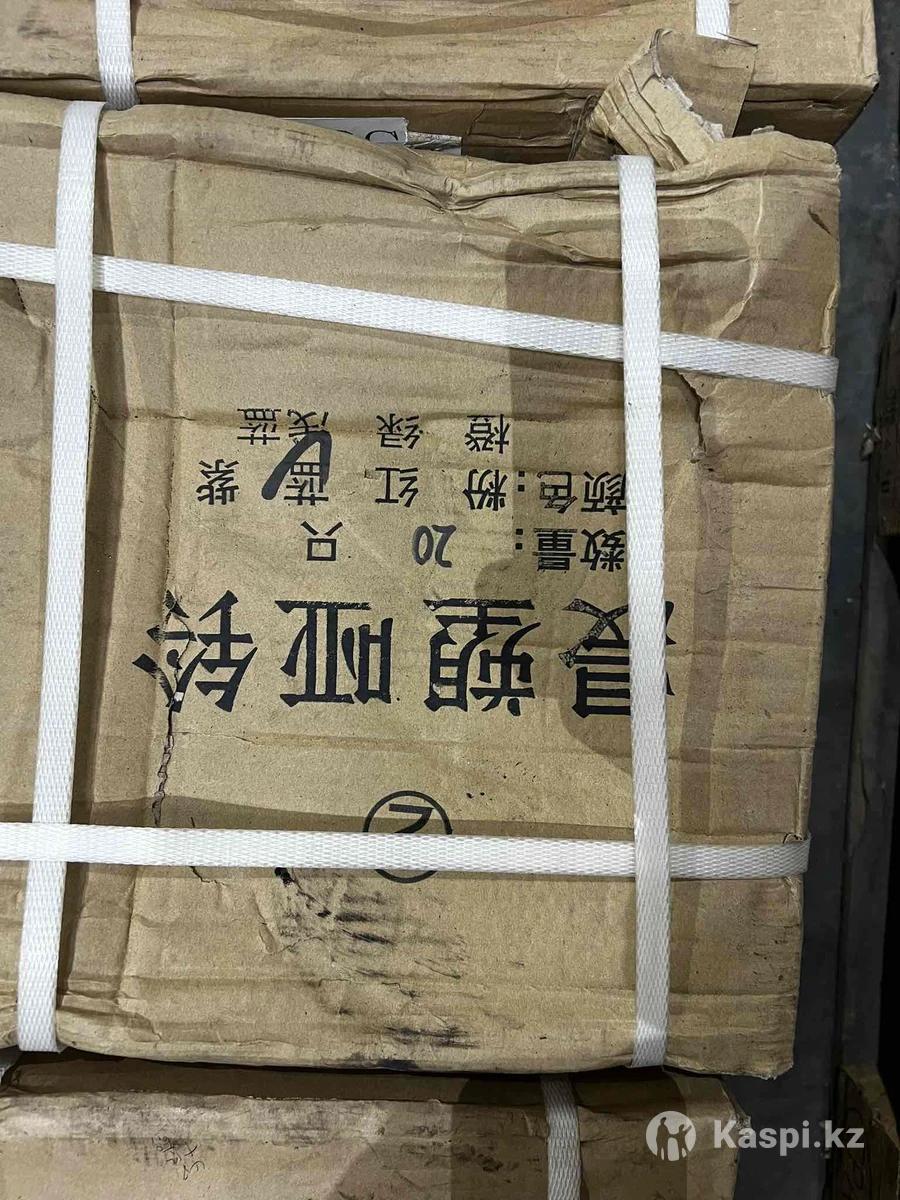 ②
浸塑哑铃
数量: 20 只
颜色: 粉 红 蓝 紫
橙 绿 浅蓝
Kaspi.kz